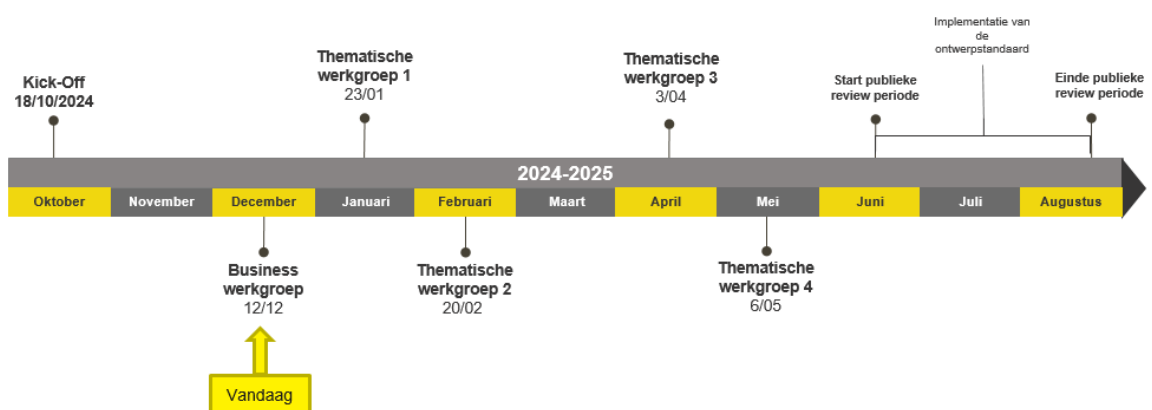 Implementatie van
de
ontwerpstandaard
Kick-Off
18/10/2024
Thematische
werkgroep 1
23/01
Thematische
werkgroep 3
3/04
Start publieke
review periode
Einde publieke
review periode
2024-2025
Oktober
November
December
Januari
Februari
Maart
April
Mei
Juni
Juli
Augustus
Business
werkgroep
12/12
Thematische
werkgroep 2
20/02
Thematische
werkgroep 4
6/05
Vandaag